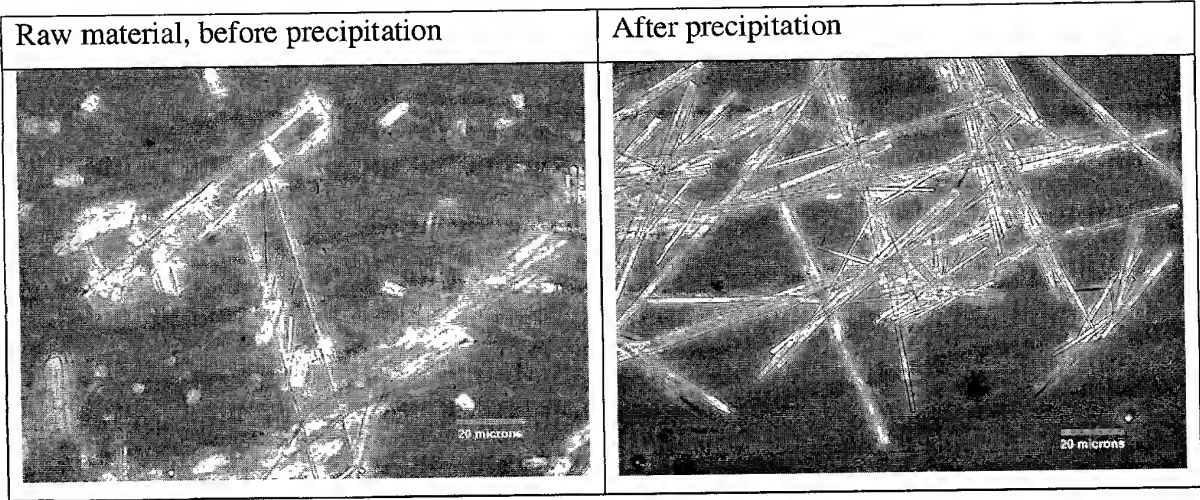 Raw material, before precipitation
After precipitation
20 microns
20 microns